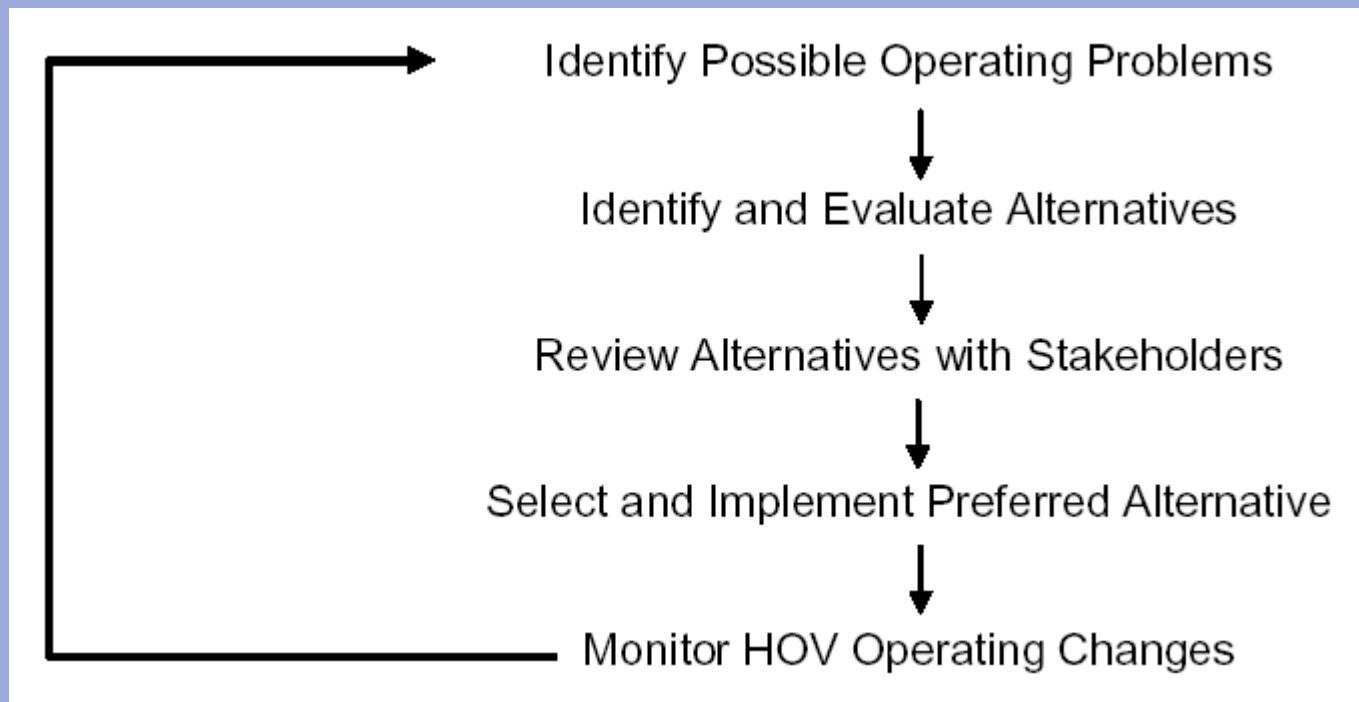 Identify Possible Operating Problems
Identify and Evaluate Alternatives
Review Alternatives with Stakeholders
Select and Implement Preferred Alternative
Monitor HOV Operating Changes